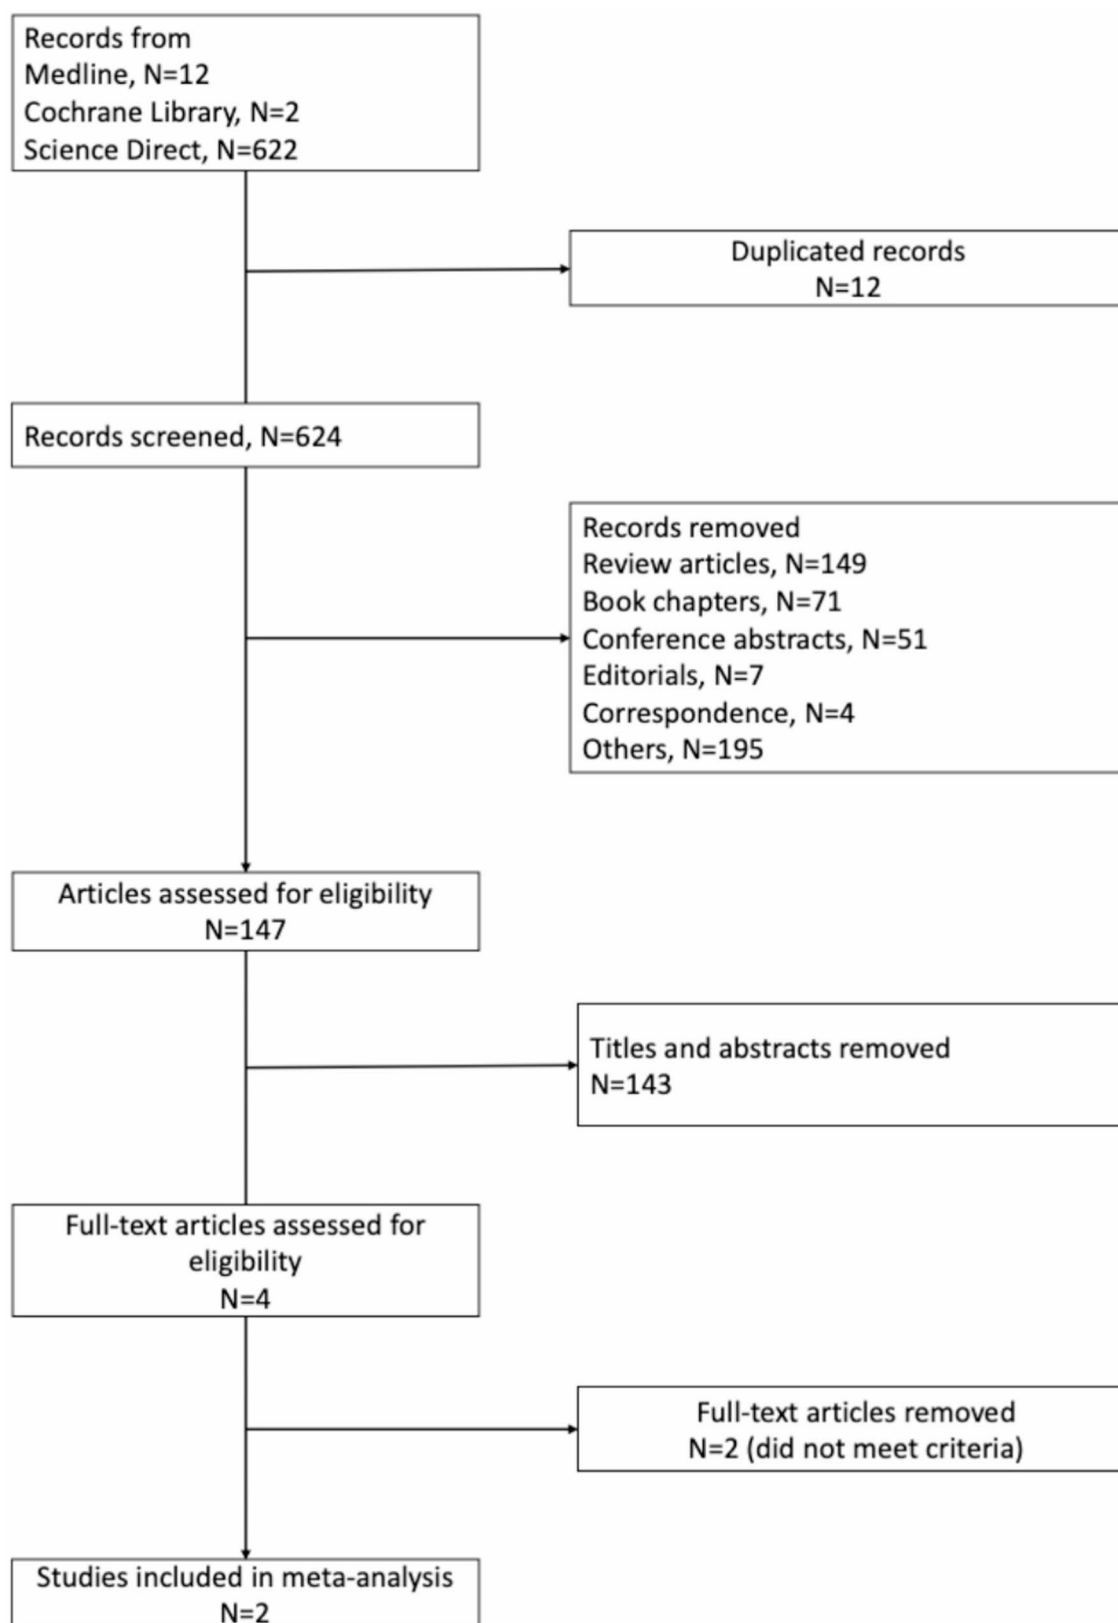 Records from
Medline, N=12
Cochrane Library, N=2
Science Direct, N=622
Duplicated records
N=12
Records screened, N=624
Records removed
Review articles, N=149
Book chapters, N=71
Conference abstracts, N=51
Editorials, N=7
Correspondence, N=4
Others, N=195
Articles assessed for eligibility
N=147
Titles and abstracts removed
N=143
Full-text articles assessed for
eligibility
N=4
Full-text articles removed
N=2 (did not meet criteria)
Studies included in meta-analysis
N=2